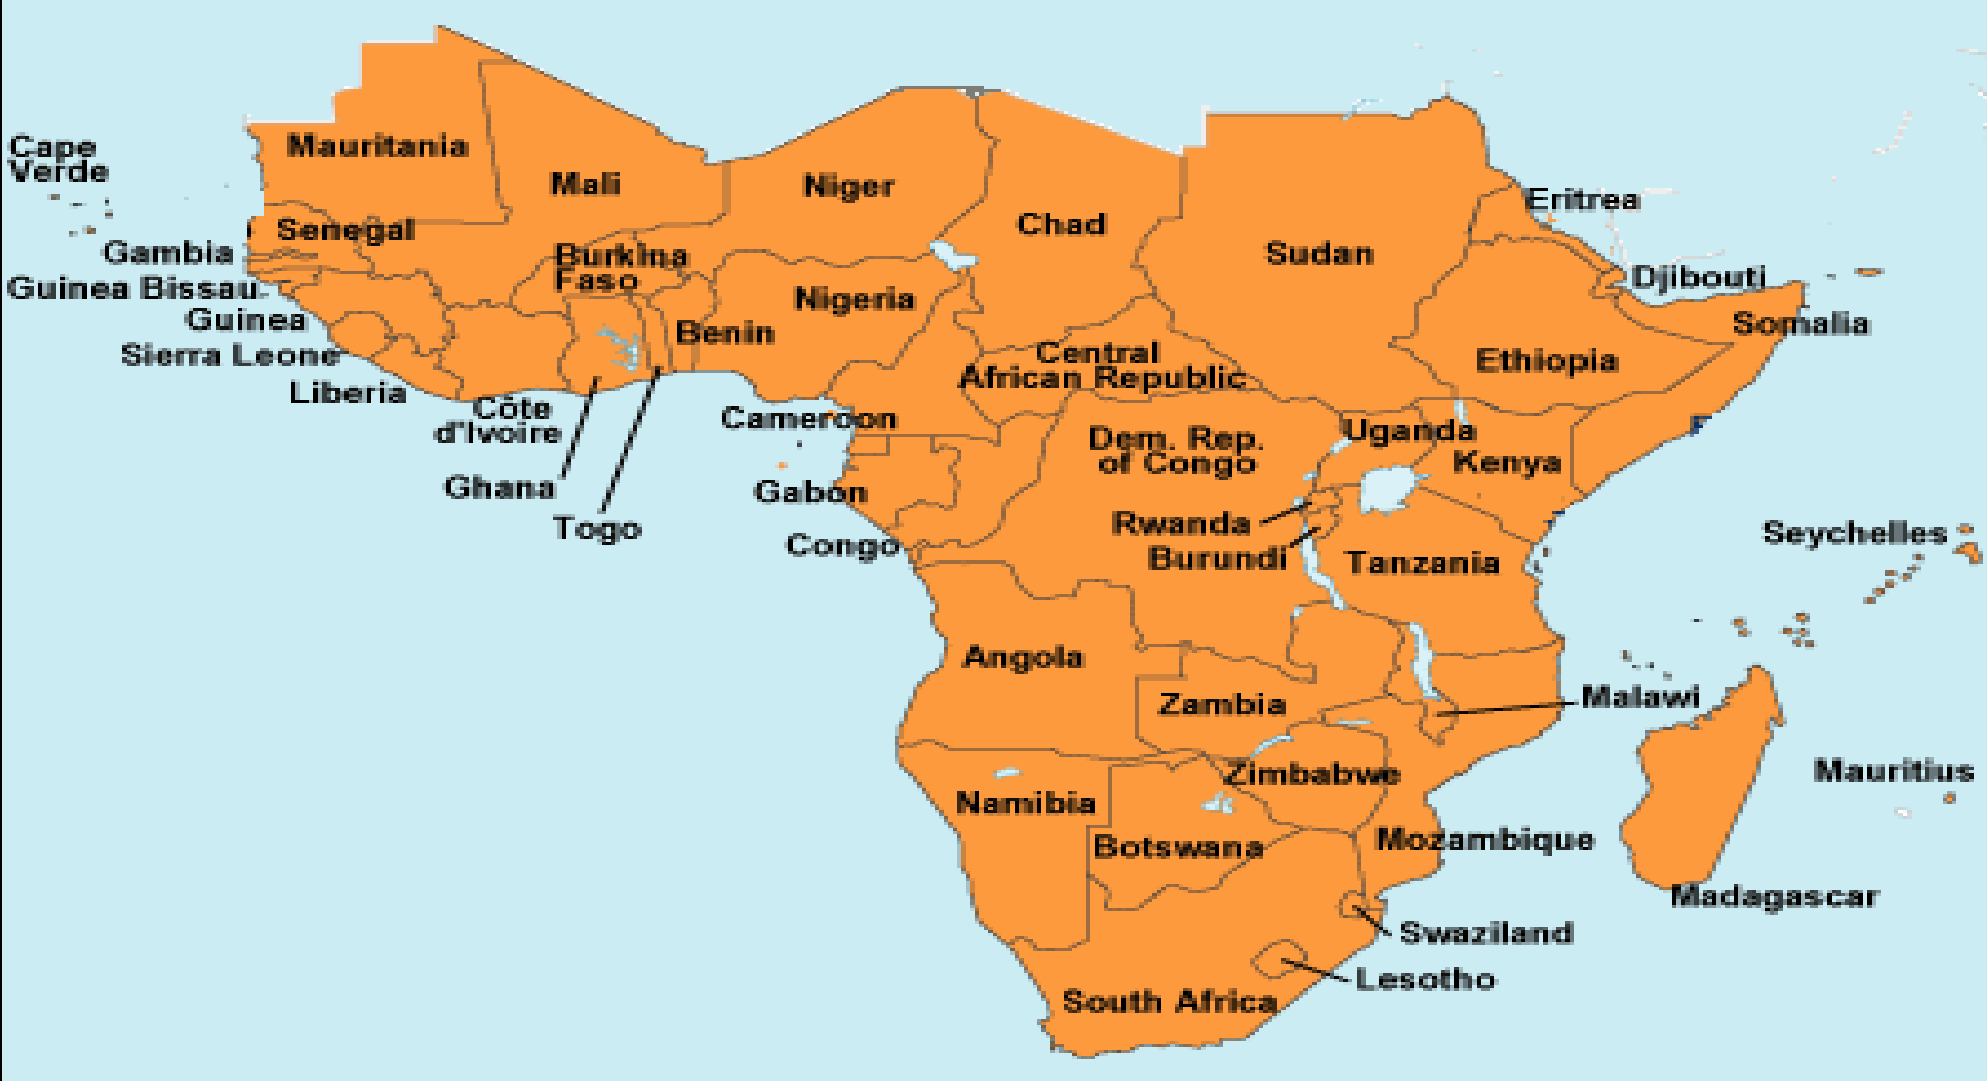 Cape
Verde
Mauritania
Mali
Niger
Chad
Sudan
Eritrea
Senegal
Gambia
Burkina
Faso
Guinea Bissau
Nigeria
Djibouti
Guinea
Benin
Somalia
Sierra Leone
Central
African Republic
Ethiopia
Liberia
Côte
d'Ivoire
Cameroon
Dem. Rep.
of Congo
Uganda
Kenya
Ghana
Gabon
Togo
Rwanda
Congo
Burundi
Tanzania
Seychelles
Angola
Zambia
Malawi
Zimbabwe
Mauritius
Namibia
Botswana
Mozambique
Madagascar
Swaziland
Lesotho
South Africa